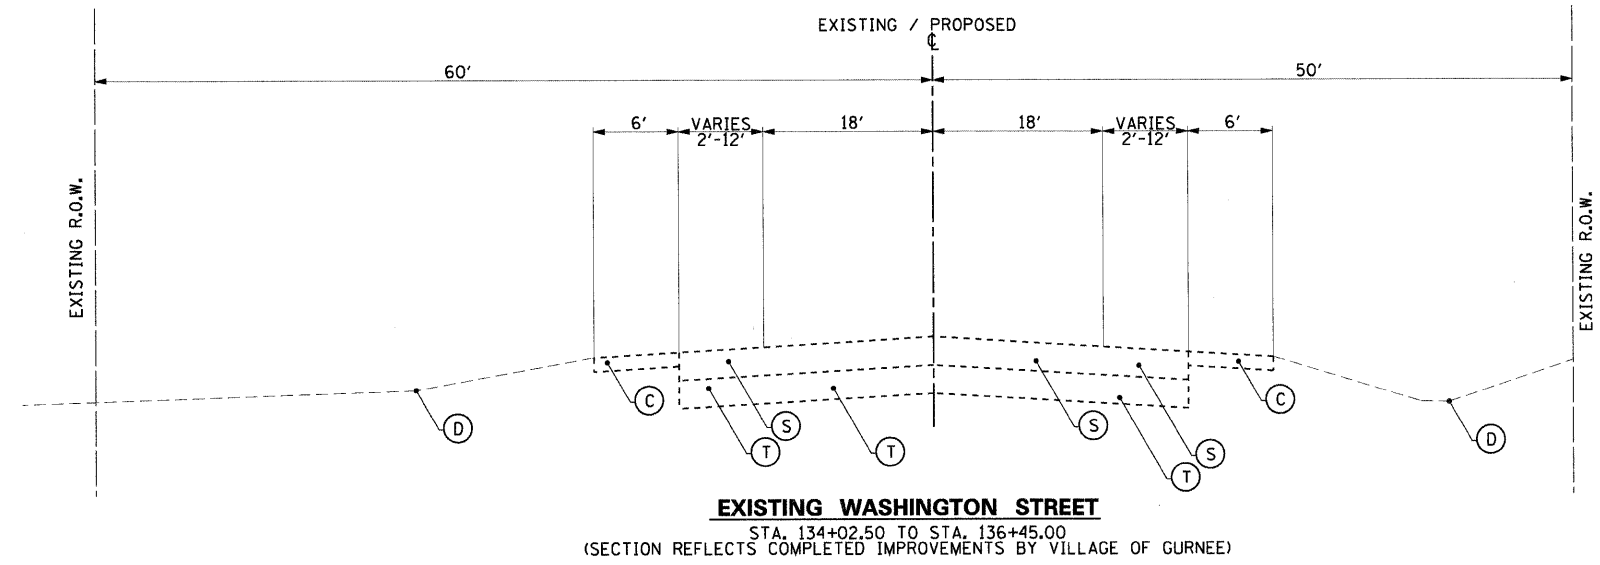 EXISTING / PROPOSED
℄
60'
50'
6'
VARIES
2'-12'
18'
18'
VARIES
2'-12'
6'
EXISTING R.O.W.
EXISTING R.O.W.
C
D
S
T
T
S
S
T
C
D
EXISTING WASHINGTON STREET
STA. 134+02.50 TO STA. 136+45.00
(SECTION REFLECTS COMPLETED IMPROVEMENTS BY VILLAGE OF GURNEE)